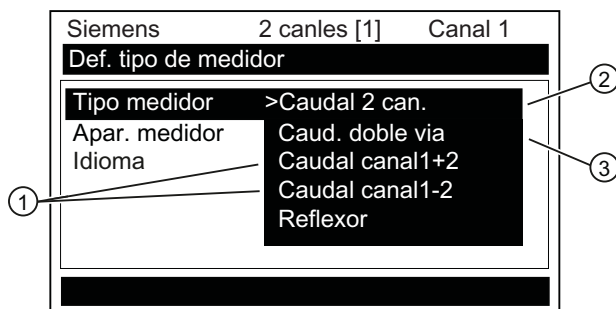 Siemens 2 canles [1] Canal 1
Def. tipo de medidor
Tipo medidor >Caudal 2 can.
Apar. medidor Caud. doble via
Idioma Caudal canal1+2
Caudal canal1-2
Reflexor
1
2
3